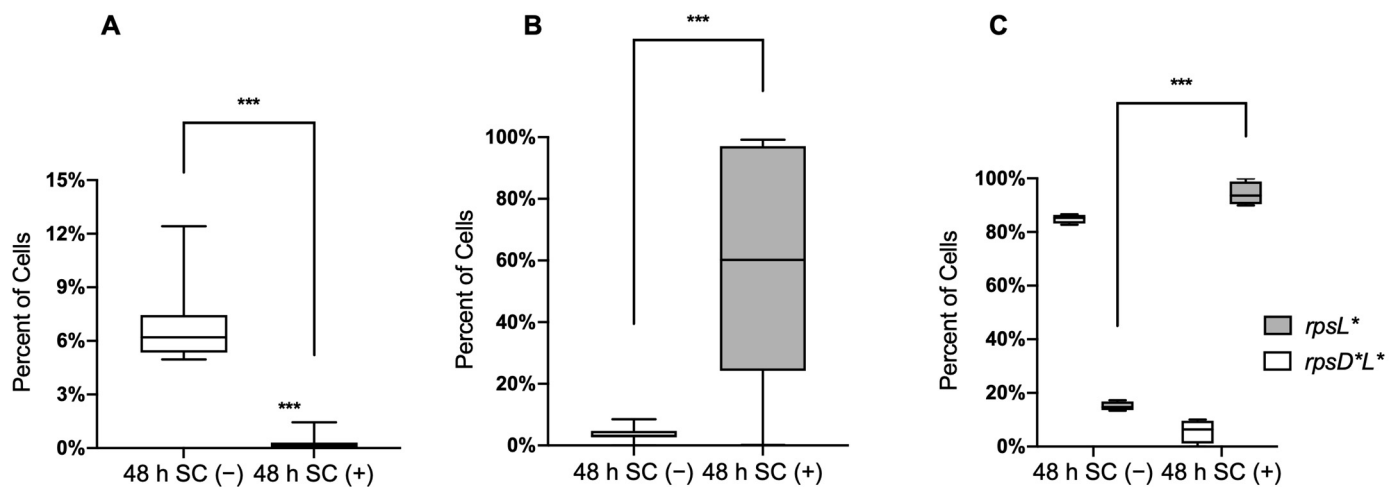 A
***
Percent of Cells
15%
12%
9%
6%
3%
0%
***
48 h SC (−)
48 h SC (+)
B
***
Percent of Cells
100%
80%
60%
40%
20%
0%
48 h SC (−)
48 h SC (+)
C
***
Percent of Cells
100%
80%
60%
40%
20%
0%
48 h SC (−)
48 h SC (+)
rpsL*
rpsD*L*